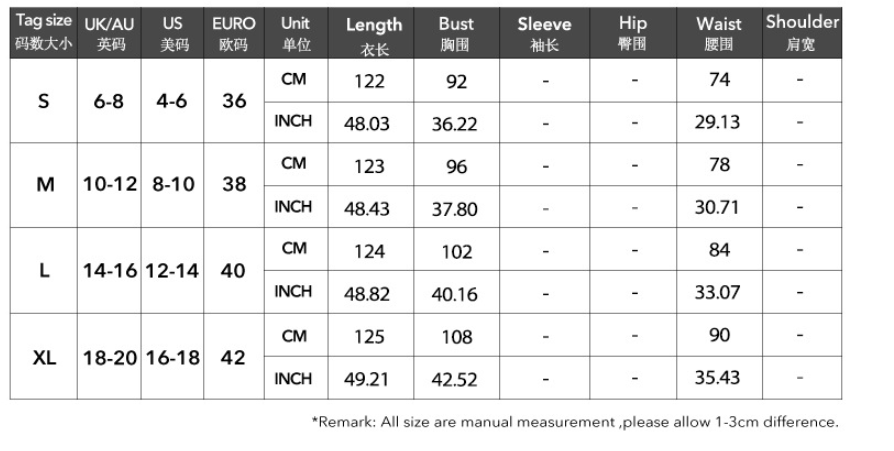 Tag size UK/AU US EURO Unit Length Bust Sleeve Hip Waist Shoulder
码数大小 英码 美码 欧码 单位 衣长 胸围 袖长 臀围 腰围 肩宽
S 6-8 4-6 36 CM 122 92 - - 74 -
INCH 48.03 36.22 - - 29.13 -
M 10-12 8-10 38 CM 123 96 - - 78 -
INCH 48.43 37.80 - - 30.71 -
L 14-16 12-14 40 CM 124 102 - - 84 -
INCH 48.82 40.16 - - 33.07 -
XL 18-20 16-18 42 CM 125 108 - - 90 -
INCH 49.21 42.52 - - 35.43 -
*Remark: All size are manual measurement ,please allow 1-3cm difference.